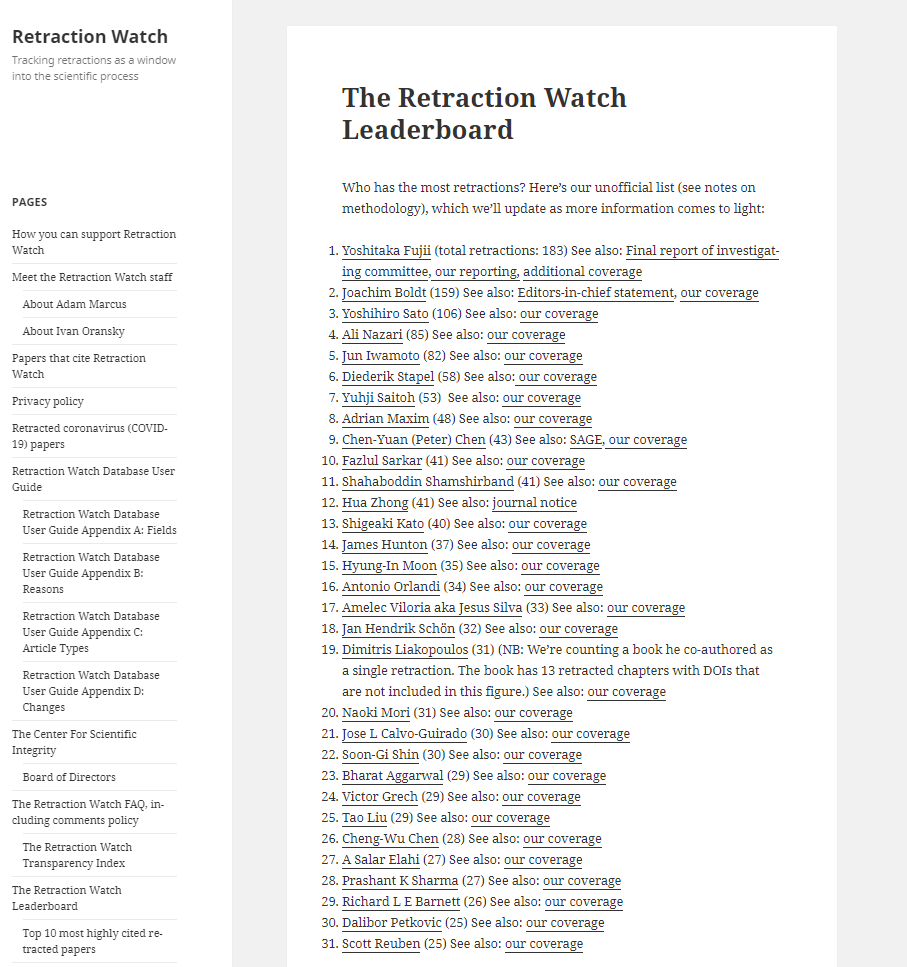 Retraction Watch
Tracking retractions as a window
into the scientific process
PAGES
How you can support Retraction
Watch
Meet the Retraction Watch staff
About Adam Marcus
About Ivan Oransky
Papers that cite Retraction
Watch
Privacy policy
Retracted coronavirus (COVID-
19) papers
Retraction Watch Database User
Guide
Retraction Watch Database
User Guide Appendix A: Fields
Retraction Watch Database
User Guide Appendix B:
Reasons
Retraction Watch Database
User Guide Appendix C:
Article Types
Retraction Watch Database
User Guide Appendix D:
Changes
The Center For Scientific
Integrity
Board of Directors
The Retraction Watch FAQ, in-
cluding comments policy
The Retraction Watch
Transparency Index
The Retraction Watch
Leaderboard
Top 10 most highly cited re-
tracted papers
The Retraction Watch
Leaderboard
Who has the most retractions? Here's our unofficial list (see notes on
methodology), which we'll update as more information comes to light:
1. Yoshitaka Fujii (total retractions: 183) See also: Final report of investigat-
ing committee, our reporting, additional coverage
2. Joachim Boldt (159) See also: Editors-in-chief statement, our coverage
3. Yoshihiro Sato (106) See also: our coverage
4. Ali Nazari (85) See also: our coverage
5. Jun Iwamoto (82) See also: our coverage
6. Diederik Stapel (58) See also: our coverage
7. Yuhji Saitoh (53) See also: our coverage
8. Adrian Maxim (48) See also: our coverage
9. Chen-Yuan (Peter) Chen (43) See also: SAGE, our coverage
10. Fazlul Sarkar (41) See also: our coverage
11. Shahaboddin Shamshirband (41) See also: our coverage
12. Hua Zhong (41) See also: journal notice
13. Shigeaki Kato (40) See also: our coverage
14. James Hunton (37) See also: our coverage
15. Hyung-In Moon (35) See also: our coverage
16. Antonio Orlandi (34) See also: our coverage
17. Amelec Viloria aka Jesus Silva (33) See also: our coverage
18. Jan Hendrik Schön (32) See also: our coverage
19. Dimitris Liakopoulos (31) (NB: We're counting a book he co-authored as
a single retraction. The book has 13 retracted chapters with DOIs that
are not included in this figure.) See also: our coverage
20. Naoki Mori (31) See also: our coverage
21. Jose L Calvo-Guirado (30) See also: our coverage
22. Soon-Gi Shin (30) See also: our coverage
23. Bharat Aggarwal (29) See also: our coverage
24. Victor Grech (29) See also: our coverage
25. Tao Liu (29) See also: our coverage
26. Cheng-Wu Chen (28) See also: our coverage
27. A Salar Elahi (27) See also: our coverage
28. Prashant K Sharma (27) See also: our coverage
29. Richard L E Barnett (26) See also: our coverage
30. Dalibor Petkovic (25) See also: our coverage
31. Scott Reuben (25) See also: our coverage